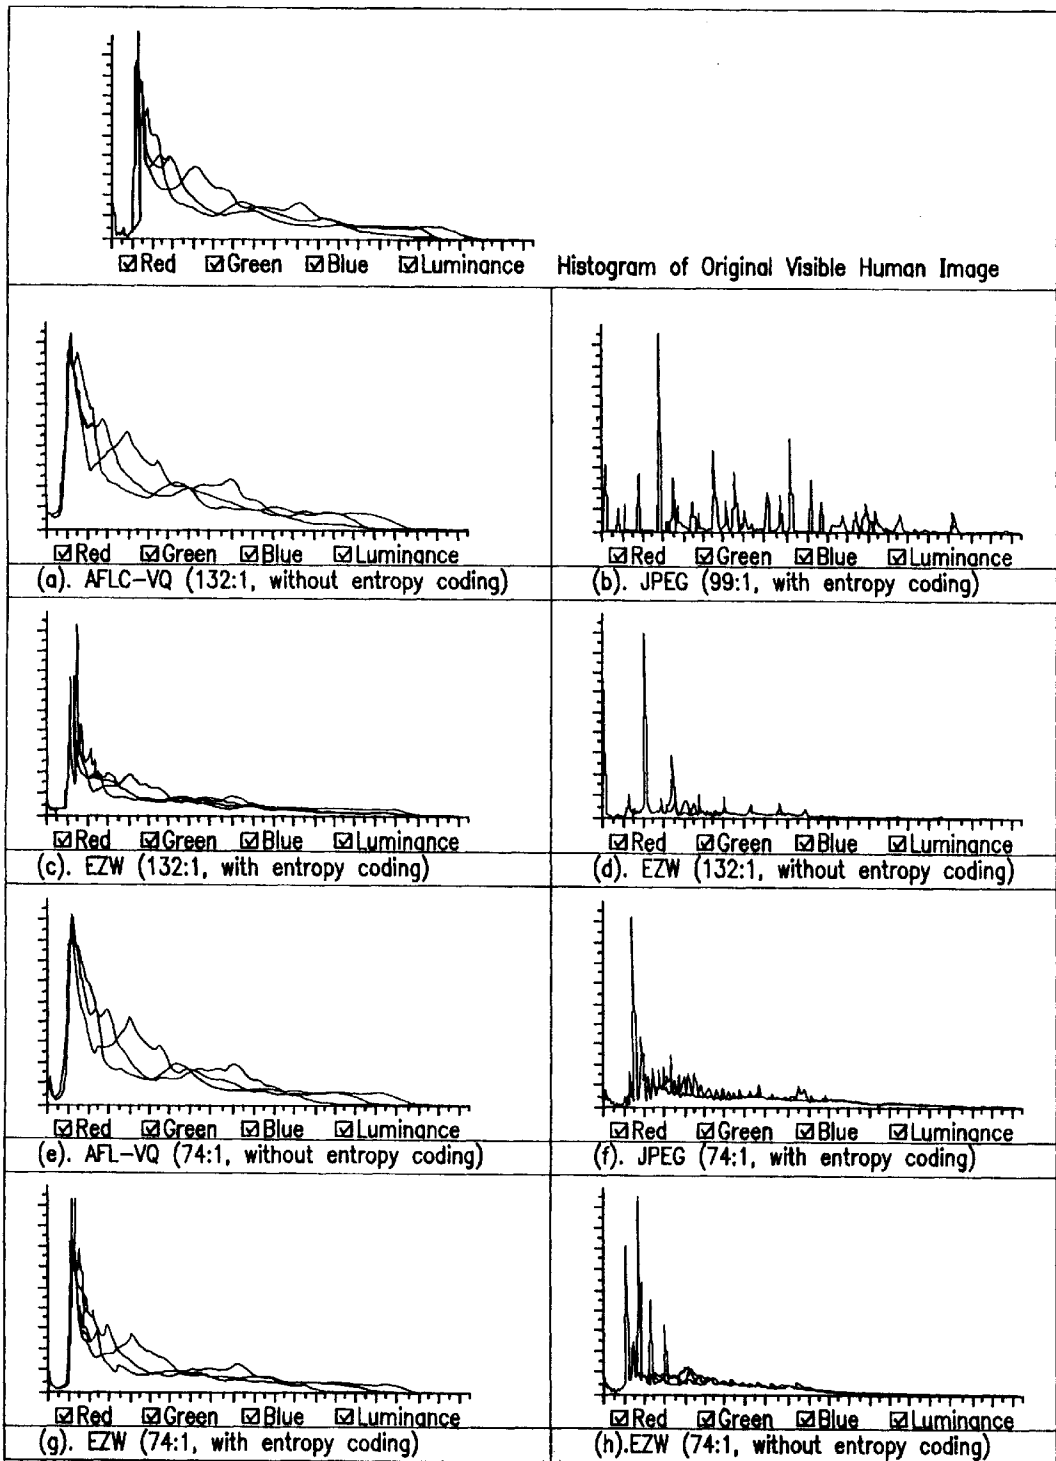 ☑Red ☑Green ☑Blue ☑Luminance Histogram of Original Visible Human Image
☑Red ☑Green ☑Blue ☑Luminance
(a). AFLC-VQ (132:1, without entropy coding)
☑Red ☑Green ☑Blue ☑Luminance
(b). JPEG (99:1, with entropy coding)
☑Red ☑Green ☑Blue ☑Luminance
(c). EZW (132:1, with entropy coding)
☑Red ☑Green ☑Blue ☑Luminance
(d). EZW (132:1, without entropy coding)
☑Red ☑Green ☑Blue ☑Luminance
(e). AFL-VQ (74:1, without entropy coding)
☑Red ☑Green ☑Blue ☑Luminance
(f). JPEG (74:1, with entropy coding)
☑Red ☑Green ☑Blue ☑Luminance
(g). EZW (74:1, with entropy coding)
☑Red ☑Green ☑Blue ☑Luminance
(h).EZW (74:1, without entropy coding)